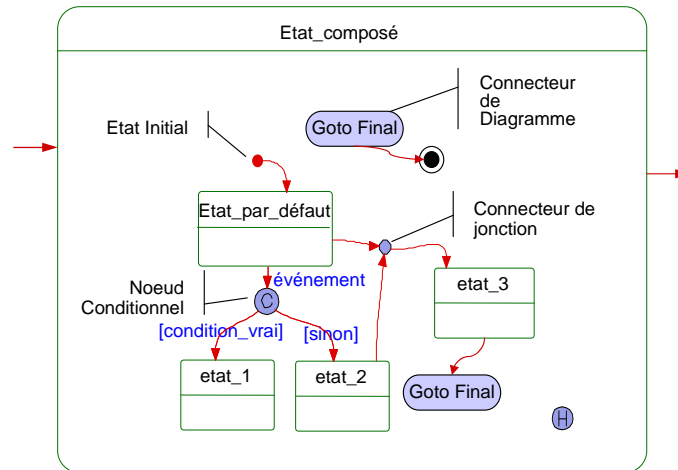 Etat_composé
Connecteur
de
Diagramme
Etat Initial
Goto Final
Etat_par_défaut
Connecteur de
jonction
Noeud
Conditionnel
événement
C
etat_3
[condition_vrai]
[sinon]
etat_1
etat_2
Goto Final
H